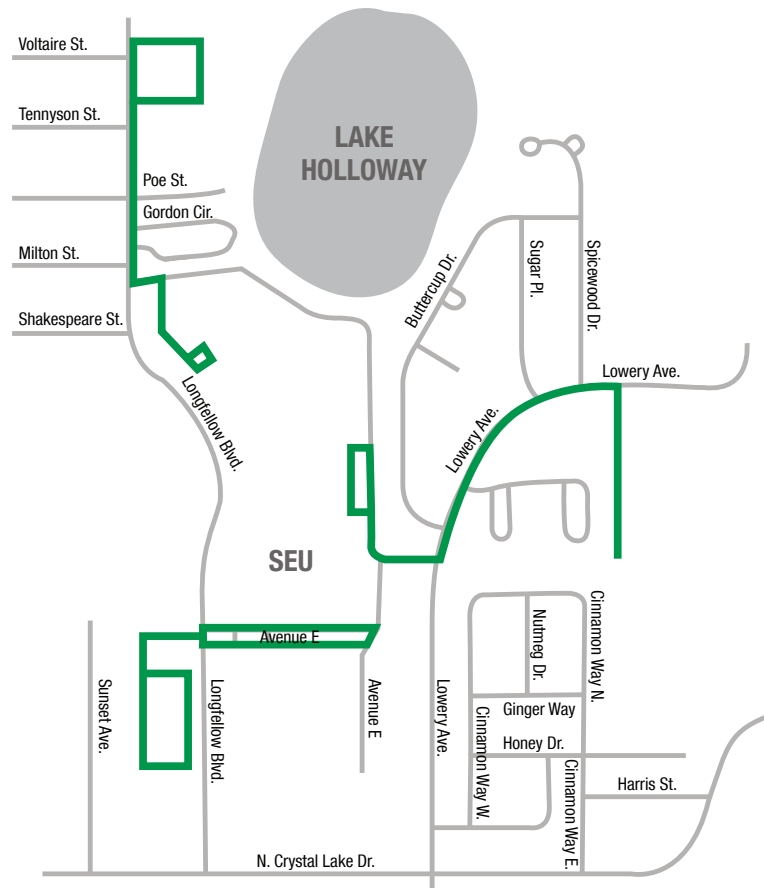 Voltaire St.
Tennyson St.
LAKE
HOLLOWAY
Poe St.
Gordon Cir.
Milton St.
Shakespeare St.
Buttercup Dr.
Sugar Pl.
Spicewood Dr.
Lowery Ave.
Longfellow Blvd.
Lowery Ave.
SEU
Avenue E
Cinnamon Way N.
Nutmeg Dr.
Sunset Ave.
Longfellow Blvd.
Avenue E
Lowery Ave.
Ginger Way
Cinnamon Way W.
Honey Dr.
Cinnamon Way E.
Harris St.
N. Crystal Lake Dr.